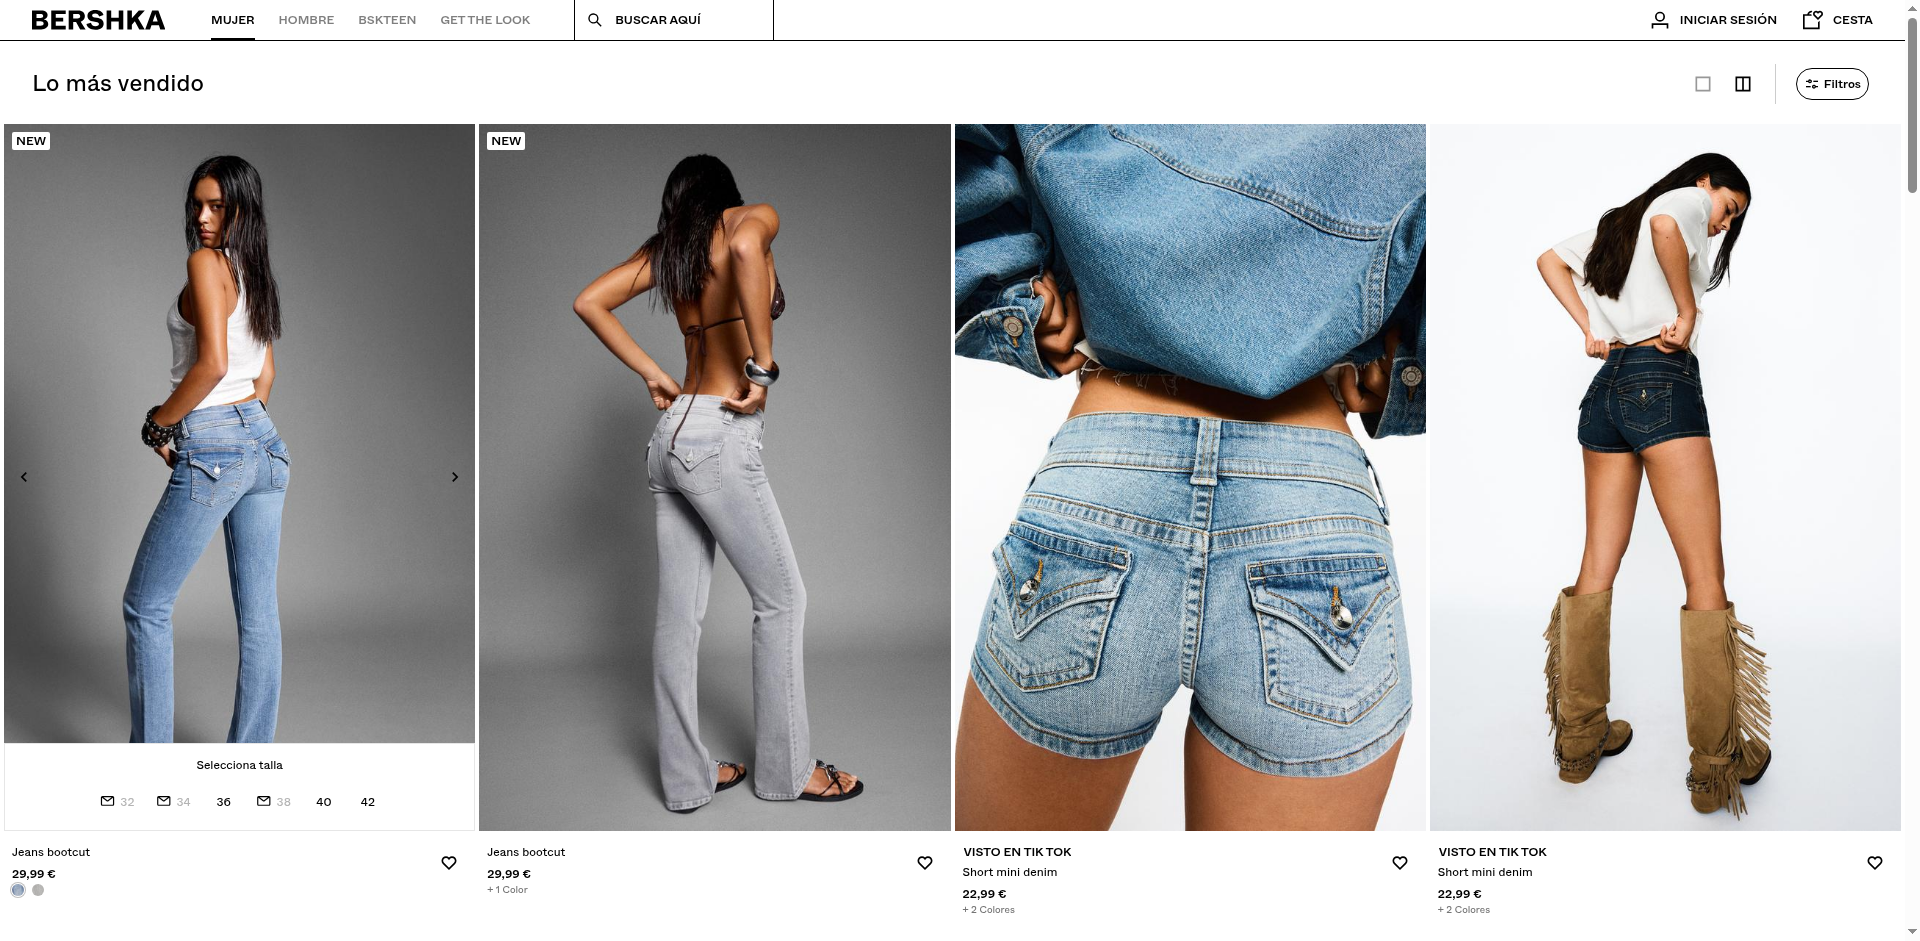 BERSHKA
MUJER HOMBRE BSKTEEN GET THE LOOK BUSCAR AQUÍ INICIAR SESIÓN CESTA
Lo más vendido
Filtros
NEW
NEW
Selecciona talla
32 34 36 38 40 42
Jeans bootcut
29,99 €
Jeans bootcut
29,99 €
+ 1 Color
VISTO EN TIK TOK
Short mini denim
22,99 €
+ 2 Colores
VISTO EN TIK TOK
Short mini denim
22,99 €
+ 2 Colores